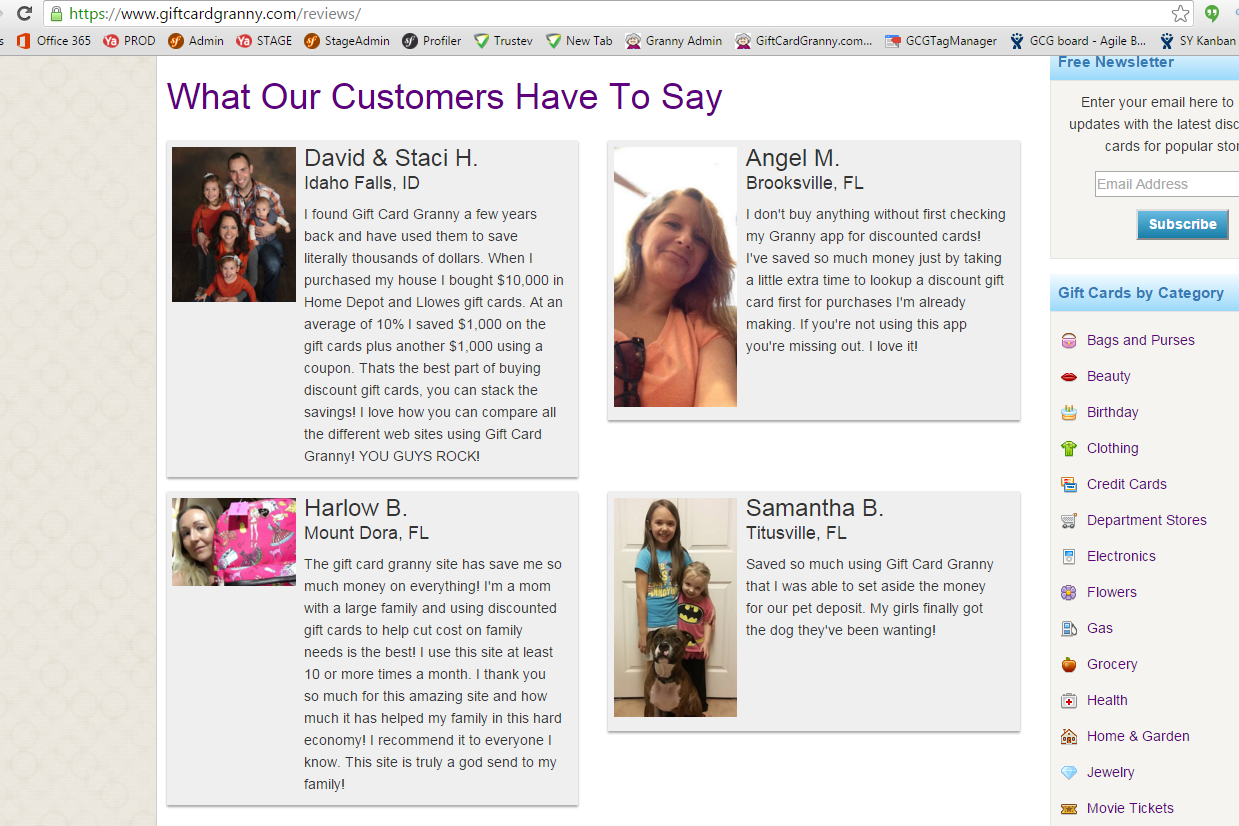 https://www.giftcardgranny.com/reviews/
Office 365 PROD Admin STAGE StageAdmin Profiler Trustev New Tab Granny Admin GiftCardGranny.com... GCGTagManager GCG board - Agile B... SY Kanban
What Our Customers Have To Say
David & Staci H.
Idaho Falls, ID
I found Gift Card Granny a few years
back and have used them to save
literally thousands of dollars. When I
purchased my house I bought $10,000 in
Home Depot and Llowes gift cards. At an
average of 10% I saved $1,000 on the
gift cards plus another $1,000 using a
coupon. Thats the best part of buying
discount gift cards, you can stack the
savings! I love how you can compare all
the different web sites using Gift Card
Granny! YOU GUYS ROCK!
Angel M.
Brooksville, FL
I don't buy anything without first checking
my Granny app for discounted cards!
I've saved so much money just by taking
a little extra time to lookup a discount gift
card first for purchases I'm already
making. If you're not using this app
you're missing out. I love it!
Harlow B.
Mount Dora, FL
The gift card granny site has save me so
much money on everything! I'm a mom
with a large family and using discounted
gift cards to help cut cost on family
needs is the best! I use this site at least
10 or more times a month. I thank you
so much for this amazing site and how
much it has helped my family in this hard
economy! I recommend it to everyone I
know. This site is truly a god send to my
family!
Samantha B.
Titusville, FL
Saved so much using Gift Card Granny
that I was able to set aside the money
for our pet deposit. My girls finally got
the dog they've been wanting!
Free Newsletter
Enter your email here to
updates with the latest disc
cards for popular stor
Email Address
Subscribe
Gift Cards by Category
Bags and Purses
Beauty
Birthday
Clothing
Credit Cards
Department Stores
Electronics
Flowers
Gas
Grocery
Health
Home & Garden
Jewelry
Movie Tickets